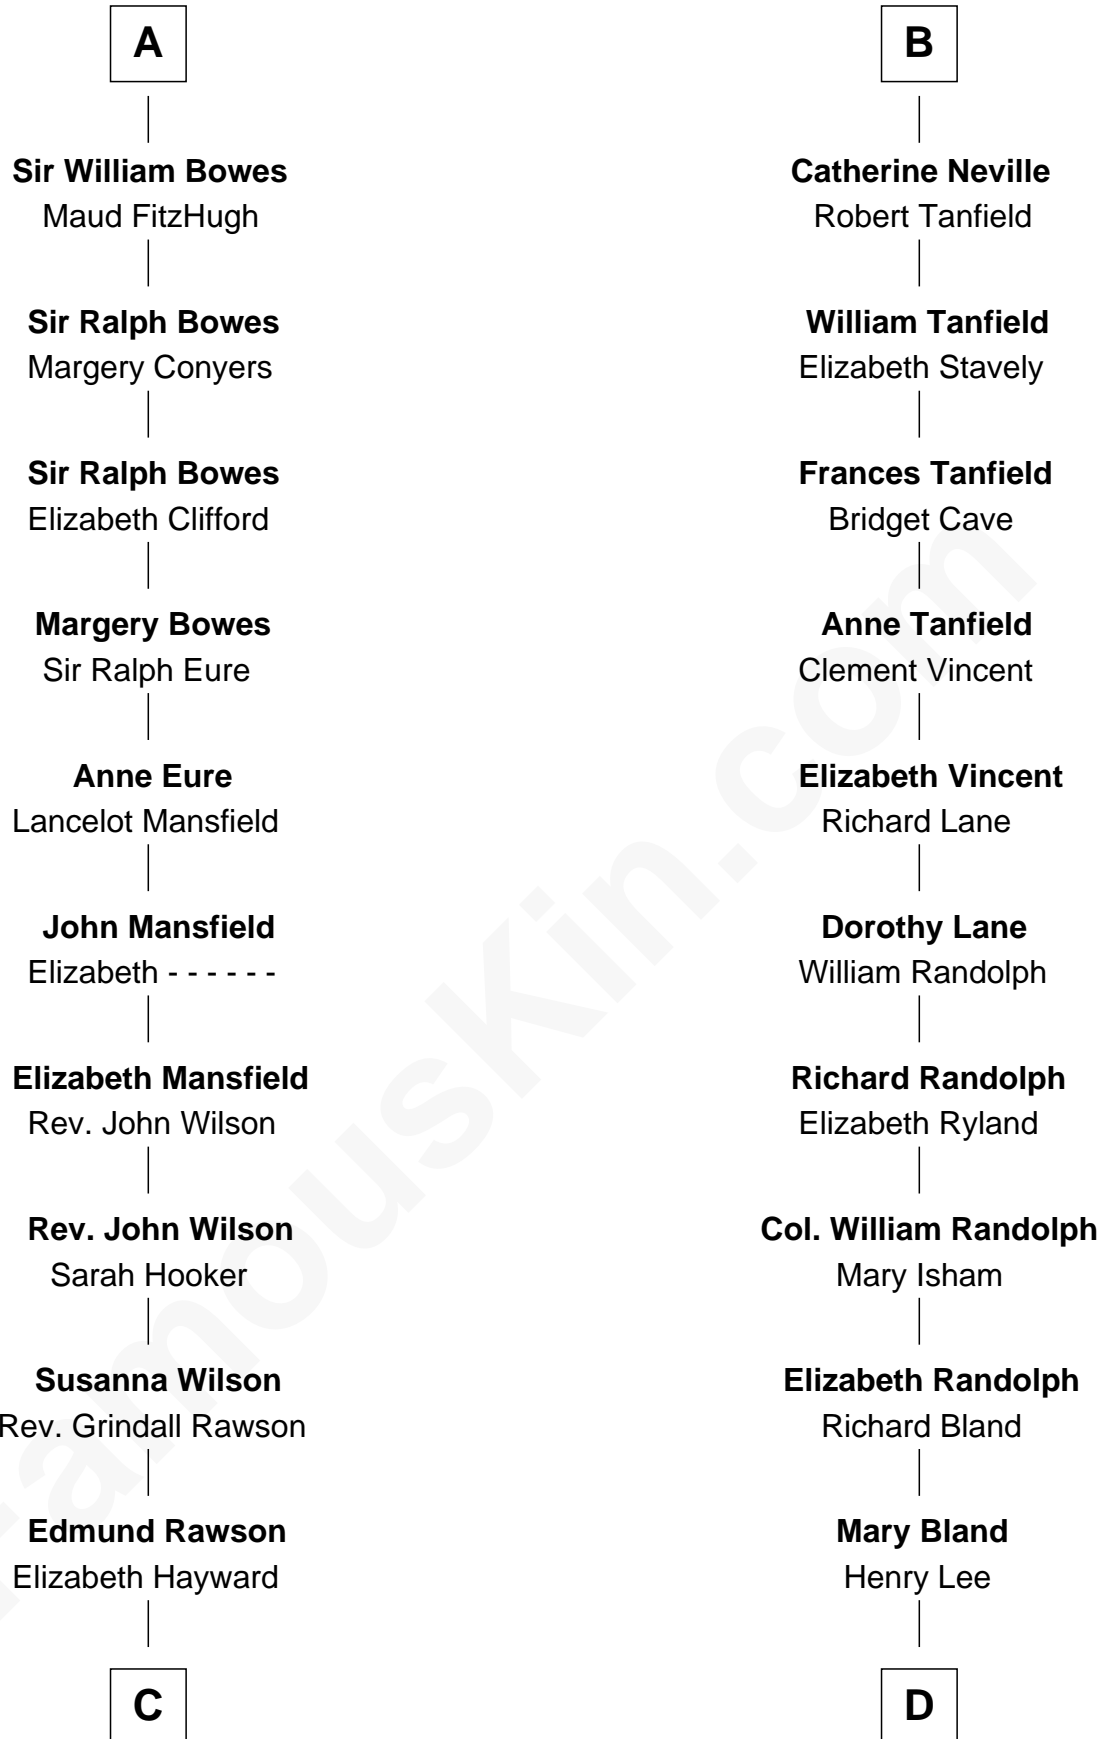 A
Sir William Bowes
Maud FitzHugh
Sir Ralph Bowes
Margery Conyers
Sir Ralph Bowes
Elizabeth Clifford
Margery Bowes
Sir Ralph Eure
Anne Eure
Lancelot Mansfield
John Mansfield
Elizabeth - - - - - -
Elizabeth Mansfield
Rev. John Wilson
Rev. John Wilson
Sarah Hooker
Susanna Wilson
Rev. Grindall Rawson
Edmund Rawson
Elizabeth Hayward
C
B
Catherine Neville
Robert Tanfield
William Tanfield
Elizabeth Stavely
Frances Tanfield
Bridget Cave
Anne Tanfield
Clement Vincent
Elizabeth Vincent
Richard Lane
Dorothy Lane
William Randolph
Richard Randolph
Elizabeth Ryland
Col. William Randolph
Mary Isham
Elizabeth Randolph
Richard Bland
Mary Bland
Henry Lee
D
FamousKin.com